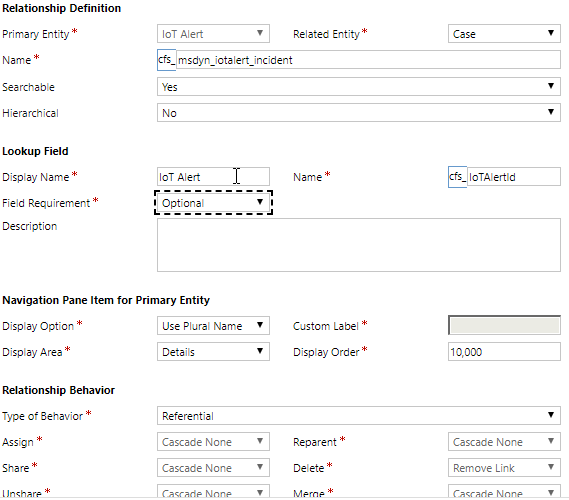 Relationship Definition
Primary Entity * IoT Alert ▼ Related Entity * Case ▼
Name * cfs_ msdyn_iotalert_incident
Searchable Yes ▼
Hierarchical No ▼
Lookup Field
Display Name * IoT Alert Name * cfs_ IoTAlertId
Field Requirement * Optional ▼
Description
Navigation Pane Item for Primary Entity
Display Option * Use Plural Name ▼ Custom Label *
Display Area * Details ▼ Display Order * 10,000
Relationship Behavior
Type of Behavior * Referential ▼
Assign * Cascade None ▼ Reparent * Cascade None ▼
Share * Cascade None ▼ Delete * Remove Link ▼
Unshare * Cascade None ▼ Merge * Cascade None ▼